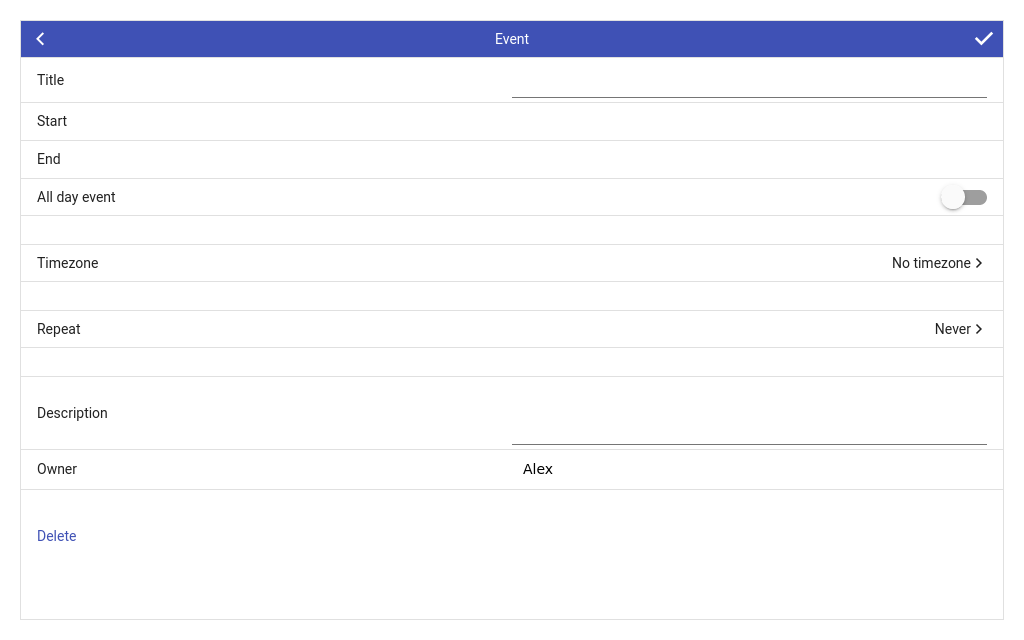 Event
Title
Start
End
All day event
Timezone No timezone
Repeat Never
Description
Owner Alex
Delete